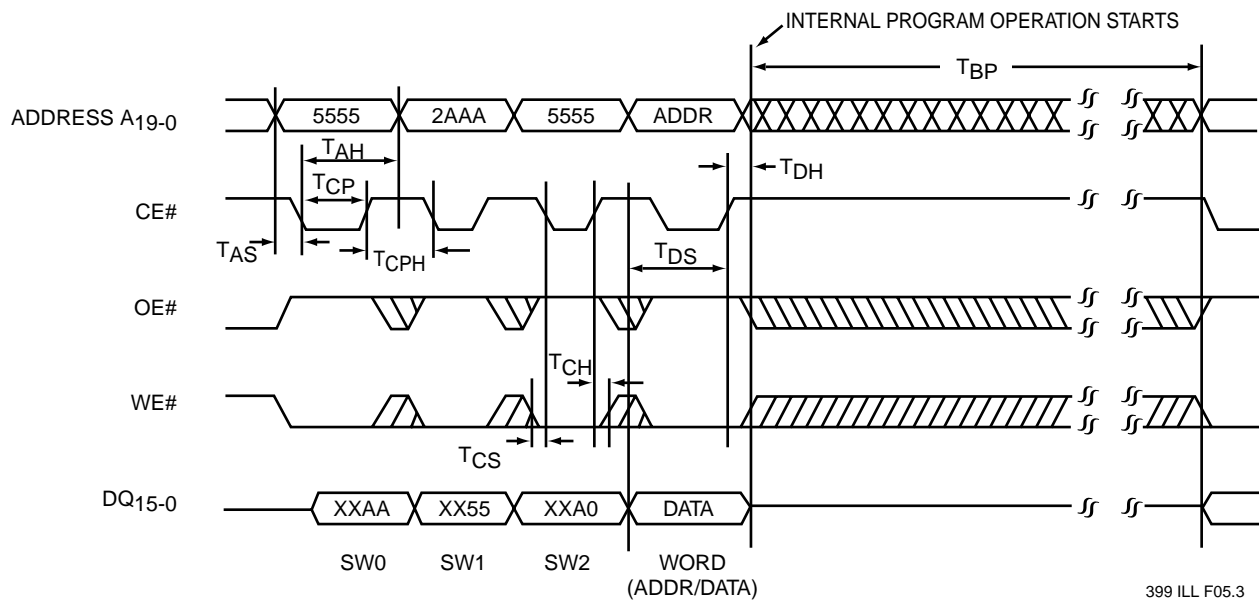 INTERNAL PROGRAM OPERATION STARTS
TBP
ADDRESS A19-0
5555
2AAA
5555
ADDR
TAH
TDH
TCP
CE#
TAS
TCPH
TDS
OE#
TCH
WE#
TCS
DQ15-0
XXAA
XX55
XXA0
DATA
SW0
SW1
SW2
WORD
(ADDR/DATA)
399 ILL F05.3